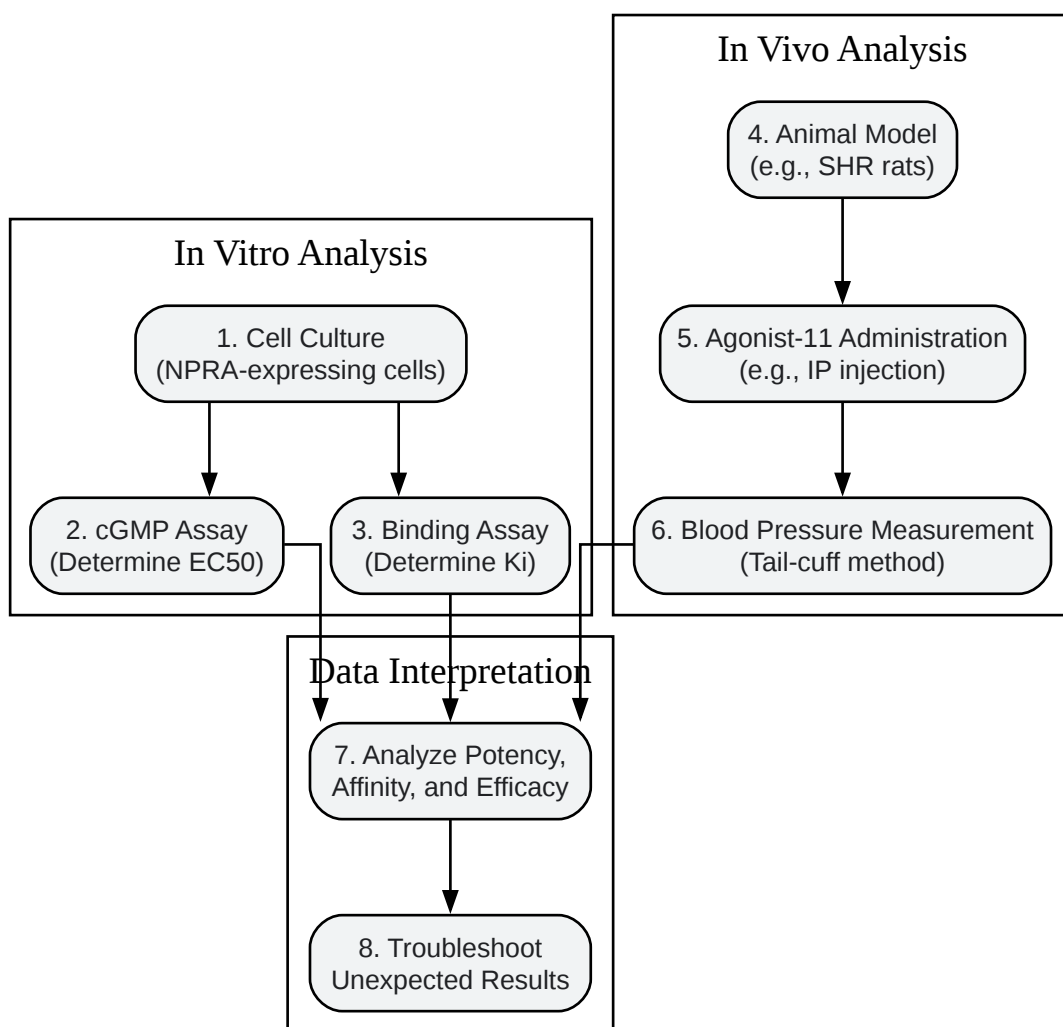 In Vivo Analysis
4. Animal Model
(e.g., SHR rats)
In Vitro Analysis
1. Cell Culture
(NPRA-expressing cells)
5. Agonist-11 Administration
(e.g., IP injection)
2. cGMP Assay
(Determine EC50)
3. Binding Assay
(Determine Ki)
6. Blood Pressure Measurement
(Tail-cuff method)
Data Interpretation
7. Analyze Potency,
Affinity, and Efficacy
8. Troubleshoot
Unexpected Results